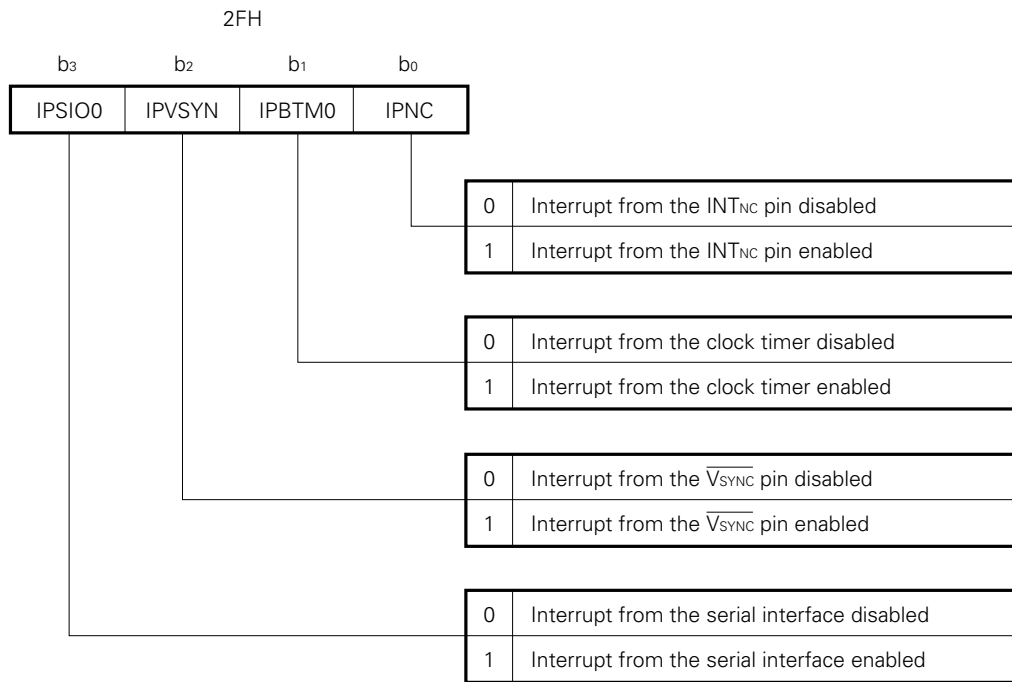 2FH
b3 b2 b1 b0
IPSIO0 IPVSYN IPBTM0 IPNC
0 Interrupt from the INTNC pin disabled
1 Interrupt from the INTNC pin enabled
0 Interrupt from the clock timer disabled
1 Interrupt from the clock timer enabled
0 Interrupt from the VSYNC pin disabled
1 Interrupt from the VSYNC pin enabled
0 Interrupt from the serial interface disabled
1 Interrupt from the serial interface enabled